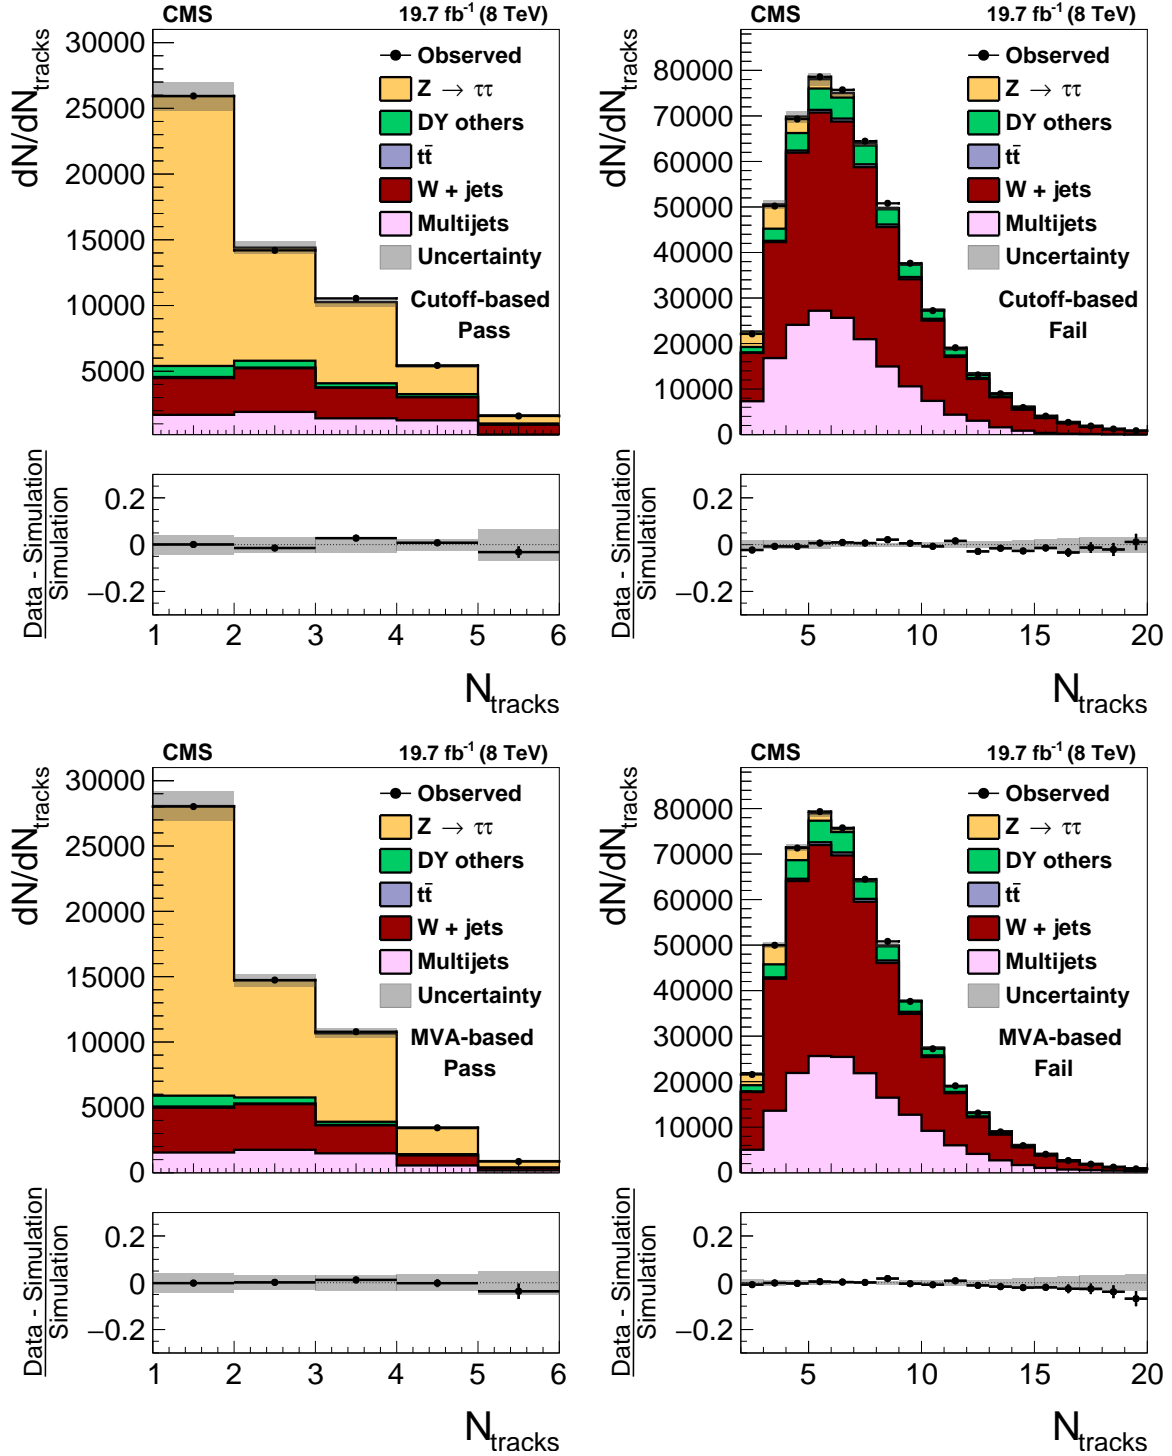 CMS 19.7 fb⁻¹ (8 TeV)
dN/dN_tracks
30000
25000
20000
15000
10000
5000
Observed
Z → ττ
DY others
tt̄
W + jets
Multijets
Uncertainty
Cutoff-based
Pass
Data - Simulation
Simulation
0.2
0
−0.2
1 2 3 4 5 6
N_tracks
CMS 19.7 fb⁻¹ (8 TeV)
dN/dN_tracks
80000
70000
60000
50000
40000
30000
20000
10000
0
Observed
Z → ττ
DY others
tt̄
W + jets
Multijets
Uncertainty
Cutoff-based
Fail
Data - Simulation
Simulation
0.2
0
−0.2
5 10 15 20
N_tracks
CMS 19.7 fb⁻¹ (8 TeV)
dN/dN_tracks
30000
25000
20000
15000
10000
5000
0
Observed
Z → ττ
DY others
tt̄
W + jets
Multijets
Uncertainty
MVA-based
Pass
Data - Simulation
Simulation
0.2
0
−0.2
1 2 3 4 5 6
N_tracks
CMS 19.7 fb⁻¹ (8 TeV)
dN/dN_tracks
80000
70000
60000
50000
40000
30000
20000
10000
0
Observed
Z → ττ
DY others
tt̄
W + jets
Multijets
Uncertainty
MVA-based
Fail
Data - Simulation
Simulation
0.2
0
−0.2
5 10 15 20
N_tracks